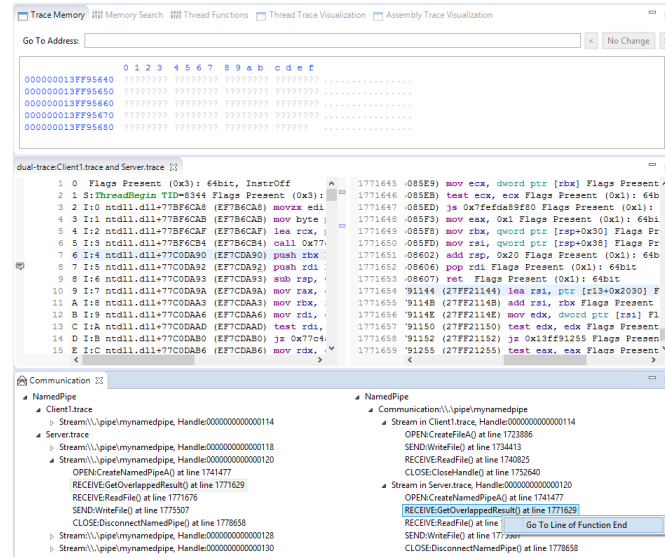 Trace Memory Memory Search Thread Functions Thread Trace Visualization Assembly Trace Visualization
Go To Address: < No Change >
0 1 2 3 4 5 6 7 8 9 a b c d e f
000000013FF95640 ???????? ???????? ???????? ???????? ................
000000013FF95650 ???????? ???????? ???????? ???????? ................
000000013FF95660 ???????? ???????? ???????? ???????? ................
000000013FF95670 ???????? ???????? ???????? ???????? ................
000000013FF95680 ???????? ???????? ???????? ??????
dual-trace:Client1.trace and Server.trace
1 0 Flags Present (0x3): 64bit, InstrOff
2 1 S:ThreadBegin TID=8344 Flags Present (0x3):
3 2 I:0 ntdll.dll+77BF6CA8 (EF7B6CA8) movzx edi
4 3 I:1 ntdll.dll+77BF6CAB (EF7B6CAB) mov byte
5 4 I:2 ntdll.dll+77BF6CAF (EF7B6CAF) lea rcx,
6 5 I:3 ntdll.dll+77BF6CB4 (EF7B6CB4) call 0x77
7 6 I:4 ntdll.dll+77C0DA90 (EF7CDA90) push rbx
8 7 I:5 ntdll.dll+77C0DA92 (EF7CDA92) push rdi
9 8 I:6 ntdll.dll+77C0DA93 (EF7CDA93) sub rsp,
10 9 I:7 ntdll.dll+77C0DA9A (EF7CDA9A) mov rax,
11 A I:8 ntdll.dll+77C0DAA3 (EF7CDAA3) mov rbx,
12 B I:9 ntdll.dll+77C0DAA6 (EF7CDAA6) mov rdi,
13 C I:A ntdll.dll+77C0DAAD (EF7CDAAD) test rdi,
14 D I:B ntdll.dll+77C0DAB0 (EF7CDAB0) jz 0x77c4
15 E I:C ntdll.dll+77C0DAB6 (EF7CDAB6) mov rdx,
1771645 085E9) mov ecx, dword ptr [rbx] Flags Present
1771646 085EB) test ecx, ecx Flags Present (0x1): 64b
1771647 085ED) js 0x7fefda89f80 Flags Present (0x1):
1771648 085F3) mov eax, 0x1 Flags Present (0x1): 64bi
1771649 085F8) mov rbx, qword ptr [rsp+0x30] Flags Pr
1771650 085FD) mov rsi, qword ptr [rsp+0x38] Flags Pr
1771651 08602) add rsp, 0x20 Flags Present (0x1): 64b
1771652 08606) pop rdi Flags Present (0x1): 64bit
1771653 08607) ret Flags Present (0x1): 64bit
1771654 91144 (27FF21144) lea rsi, ptr [r13+0x2030] F
1771655 9114B (27FF2114B) add rsi, rbx Flags Present
1771656 9114E (27FF2114E) mov edx, dword ptr [rsi] Fl
1771657 91150 (27FF21150) test edx, edx Flags Present
1771658 91152 (27FF21152) jz 0x13ff91255 Flags Presen
1771659 91255 (27FF21255) test eax, eax Flags Present
Communication
NamedPipe
Client1.trace
Stream:\\.\pipe\mynamedpipe, Handle:0000000000000114
Server.trace
Stream:\\.\pipe\mynamedpipe, Handle:0000000000000118
Stream:\\.\pipe\mynamedpipe, Handle:0000000000000120
OPEN:CreateNamedPipeA() at line 1741477
RECEIVE:GetOverlappedResult() at line 1771629
RECEIVE:ReadFile() at line 1771676
SEND:WriteFile() at line 1775507
CLOSE:DisconnectNamedPipe() at line 1778658
Stream:\\.\pipe\mynamedpipe, Handle:0000000000000128
Stream:\\.\pipe\mynamedpipe, Handle:0000000000000130
NamedPipe
Communication:\\.\pipe\mynamedpipe
Stream in Client1.trace, Handle:0000000000000114
OPEN:CreateFileA() at line 1723886
SEND:WriteFile() at line 1734413
RECEIVE:ReadFile() at line 1740825
CLOSE:CloseHandle() at line 1752640
Stream in Server.trace, Handle:0000000000000120
OPEN:CreateNamedPipeA() at line 1741477
RECEIVE:GetOverlappedResult() at line 1771629
RECEIVE:ReadFile() at line
Go To Line of Function End
SEND:WriteFile() at line
CLOSE:DisconnectNamedPipe() at line 1778658